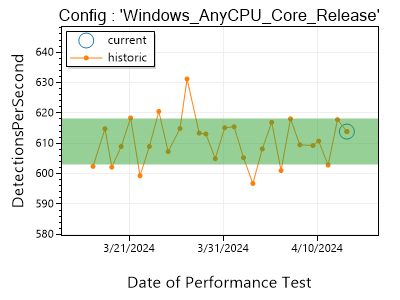 Config : 'Windows_AnyCPU_Core_Release'
current
historic
DetectionsPerSecond
640
630
620
610
600
590
580
3/21/2024
3/31/2024
4/10/2024
Date of Performance Test